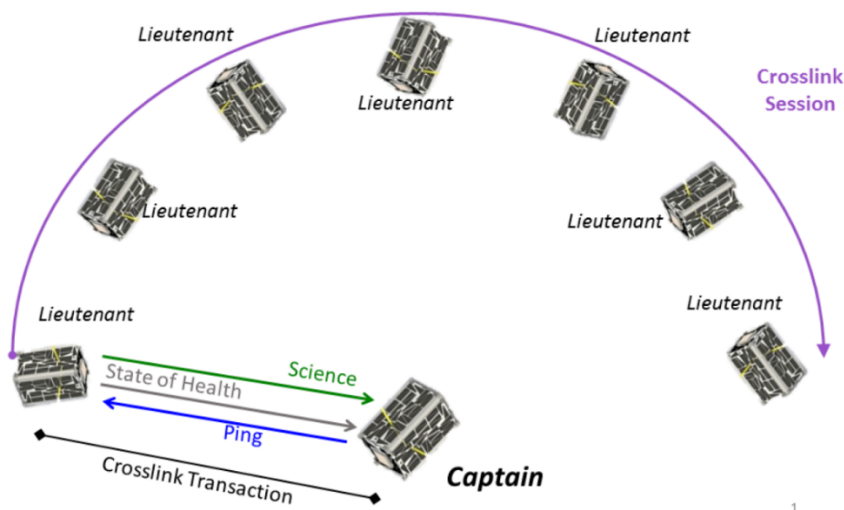 Lieutenant
Lieutenant
Lieutenant
Crosslink
Session
Lieutenant
Lieutenant
Lieutenant
Lieutenant
Science
State of Health
Ping
Crosslink Transaction
Captain
1